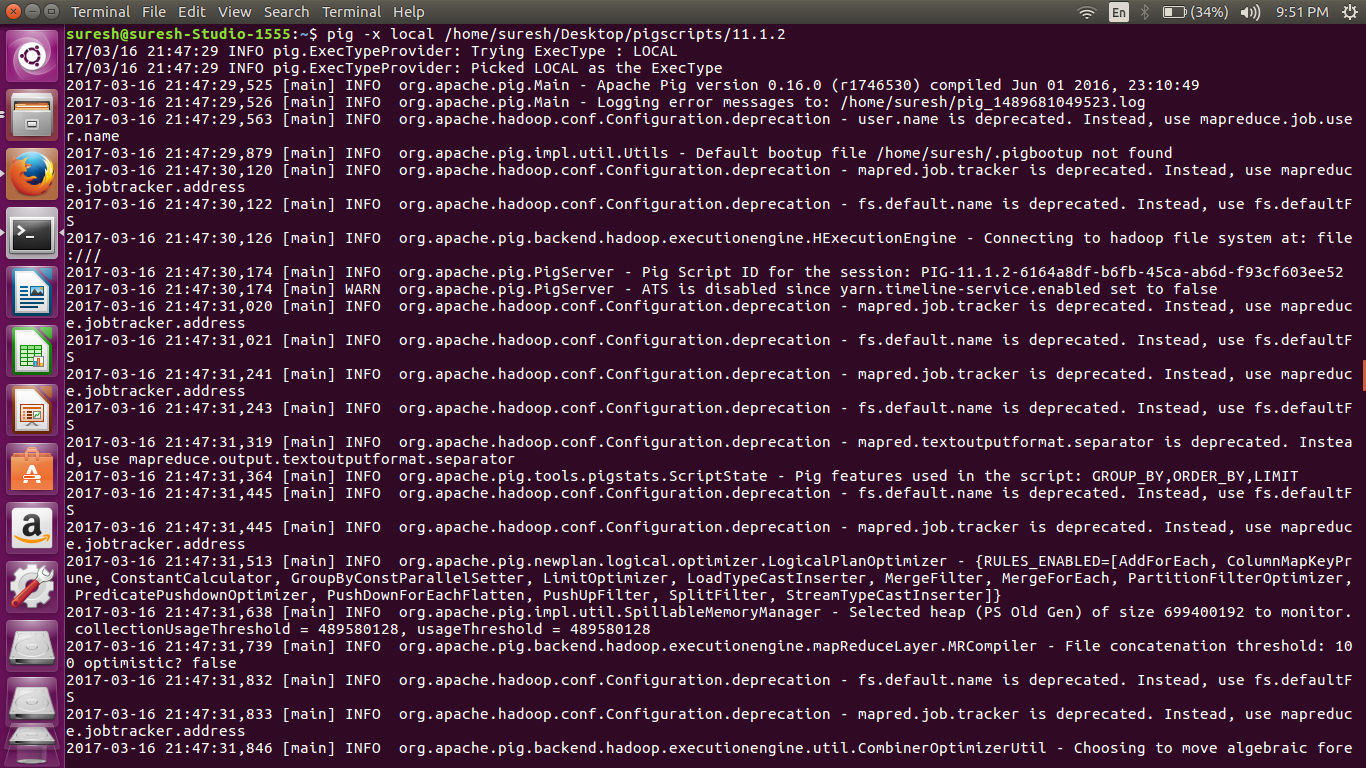 Terminal File Edit View Search Terminal Help En (34%) 9:51 PM
suresh@suresh-Studio-1555:~$ pig -x local /home/suresh/Desktop/pigscripts/11.1.2
17/03/16 21:47:29 INFO pig.ExecTypeProvider: Trying ExecType : LOCAL
17/03/16 21:47:29 INFO pig.ExecTypeProvider: Picked LOCAL as the ExecType
2017-03-16 21:47:29,525 [main] INFO  org.apache.pig.Main - Apache Pig version 0.16.0 (r1746530) compiled Jun 01 2016, 23:10:49
2017-03-16 21:47:29,526 [main] INFO  org.apache.pig.Main - Logging error messages to: /home/suresh/pig_1489681049523.log
2017-03-16 21:47:29,563 [main] INFO  org.apache.hadoop.conf.Configuration.deprecation - user.name is deprecated. Instead, use mapreduce.job.use
r.name
2017-03-16 21:47:29,879 [main] INFO  org.apache.pig.impl.util.Utils - Default bootup file /home/suresh/.pigbootup not found
2017-03-16 21:47:30,120 [main] INFO  org.apache.hadoop.conf.Configuration.deprecation - mapred.job.tracker is deprecated. Instead, use mapreduc
e.jobtracker.address
2017-03-16 21:47:30,122 [main] INFO  org.apache.hadoop.conf.Configuration.deprecation - fs.default.name is deprecated. Instead, use fs.defaultF
S
2017-03-16 21:47:30,126 [main] INFO  org.apache.pig.backend.hadoop.executionengine.HExecutionEngine - Connecting to hadoop file system at: file
:///
2017-03-16 21:47:30,174 [main] INFO  org.apache.pig.PigServer - Pig Script ID for the session: PIG-11.1.2-6164a8df-b6fb-45ca-ab6d-f93cf603ee52
2017-03-16 21:47:30,174 [main] WARN  org.apache.pig.PigServer - ATS is disabled since yarn.timeline-service.enabled set to false
2017-03-16 21:47:31,020 [main] INFO  org.apache.hadoop.conf.Configuration.deprecation - mapred.job.tracker is deprecated. Instead, use mapreduc
e.jobtracker.address
2017-03-16 21:47:31,021 [main] INFO  org.apache.hadoop.conf.Configuration.deprecation - fs.default.name is deprecated. Instead, use fs.defaultF
S
2017-03-16 21:47:31,241 [main] INFO  org.apache.hadoop.conf.Configuration.deprecation - mapred.job.tracker is deprecated. Instead, use mapreduc
e.jobtracker.address
2017-03-16 21:47:31,243 [main] INFO  org.apache.hadoop.conf.Configuration.deprecation - fs.default.name is deprecated. Instead, use fs.defaultF
S
2017-03-16 21:47:31,319 [main] INFO  org.apache.hadoop.conf.Configuration.deprecation - mapred.textoutputformat.separator is deprecated. Instea
d, use mapreduce.output.textoutputformat.separator
2017-03-16 21:47:31,364 [main] INFO  org.apache.pig.tools.pigstats.ScriptState - Pig features used in the script: GROUP_BY,ORDER_BY,LIMIT
2017-03-16 21:47:31,445 [main] INFO  org.apache.hadoop.conf.Configuration.deprecation - fs.default.name is deprecated. Instead, use fs.defaultF
S
2017-03-16 21:47:31,445 [main] INFO  org.apache.hadoop.conf.Configuration.deprecation - mapred.job.tracker is deprecated. Instead, use mapreduc
e.jobtracker.address
2017-03-16 21:47:31,513 [main] INFO  org.apache.pig.newplan.logical.optimizer.LogicalPlanOptimizer - {RULES_ENABLED=[AddForEach, ColumnMapKeyPr
une, ConstantCalculator, GroupByConstParallelSetter, LimitOptimizer, LoadTypeCastInserter, MergeFilter, MergeForEach, PartitionFilterOptimizer,
 PredicatePushdownOptimizer, PushDownForEachFlatten, PushUpFilter, SplitFilter, StreamTypeCastInserter]}
2017-03-16 21:47:31,638 [main] INFO  org.apache.pig.impl.util.SpillableMemoryManager - Selected heap (PS Old Gen) of size 699400192 to monitor.
 collectionUsageThreshold = 489580128, usageThreshold = 489580128
2017-03-16 21:47:31,739 [main] INFO  org.apache.pig.backend.hadoop.executionengine.mapReduceLayer.MRCompiler - File concatenation threshold: 10
0 optimistic? false
2017-03-16 21:47:31,832 [main] INFO  org.apache.hadoop.conf.Configuration.deprecation - fs.default.name is deprecated. Instead, use fs.defaultF
S
2017-03-16 21:47:31,833 [main] INFO  org.apache.hadoop.conf.Configuration.deprecation - mapred.job.tracker is deprecated. Instead, use mapreduc
e.jobtracker.address
2017-03-16 21:47:31,846 [main] INFO  org.apache.pig.backend.hadoop.executionengine.util.CombinerOptimizerUtil - Choosing to move algebraic fore